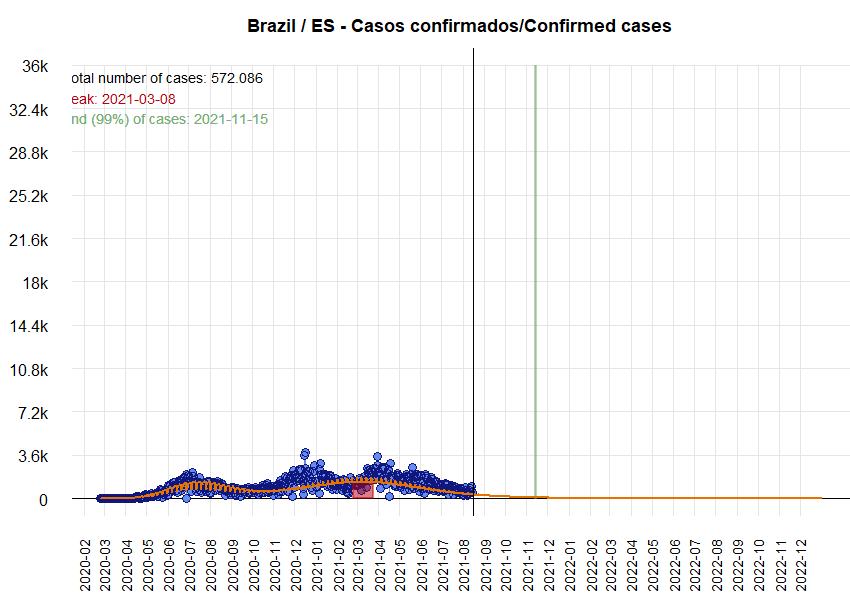 Brazil / ES - Casos confirmados/Confirmed cases
36k
otal number of cases: 572.086
eak: 2021-03-08
32.4k
nd (99%) of cases: 2021-11-15
28.8k
25.2k
21.6k
18k
14.4k
10.8k
7.2k
3.6k
0
2020-02
2020-03
2020-04
2020-05
2020-06
2020-07
2020-08
2020-09
2020-10
2020-11
2020-12
2021-01
2021-02
2021-03
2021-04
2021-05
2021-06
2021-07
2021-08
2021-09
2021-10
2021-11
2021-12
2022-01
2022-02
2022-03
2022-04
2022-05
2022-06
2022-07
2022-08
2022-09
2022-10
2022-11
2022-12